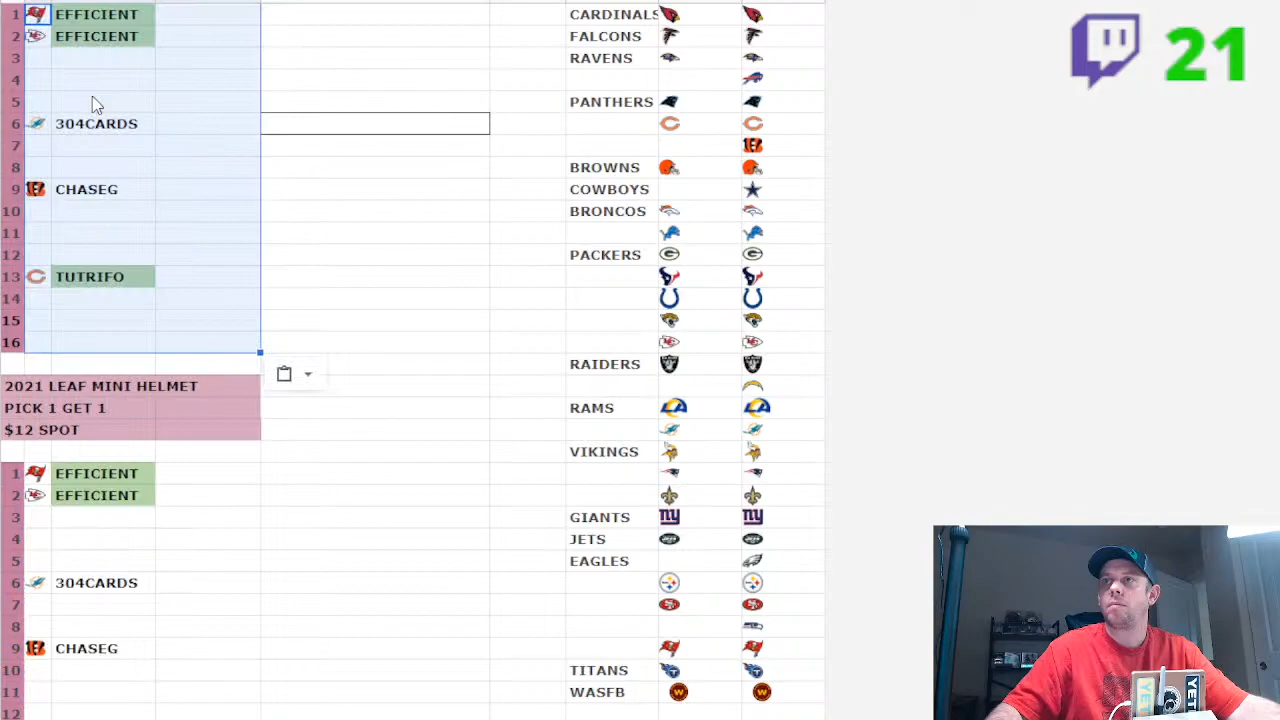 1 EFFICIENT
2 EFFICIENT
3
4
5
6 304CARDS
7
8
9 CHASEG
10
11
12
13 TUTRIFO
14
15
16
2021 LEAF MINI HELMET
PICK 1 GET 1
$12 SPOT
1 EFFICIENT
2 EFFICIENT
3
4
5
6 304CARDS
7
8
9 CHASEG
10
11
12
CARDINALS
FALCONS
RAVENS
PANTHERS
BROWNS
COWBOYS
BRONCOS
PACKERS
RAIDERS
RAMS
VIKINGS
GIANTS
JETS
EAGLES
TITANS
WASFB
21
YETI
YETI